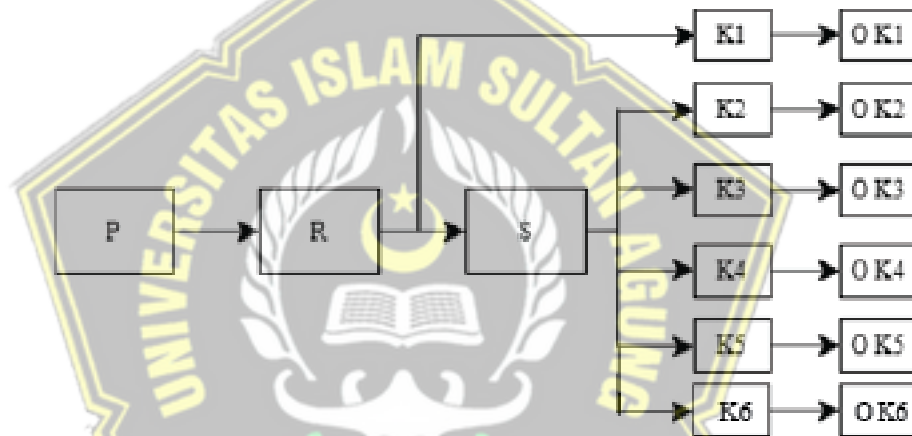 K1 O K1
UNIVERSITAS ISLAM SULTAN AGUNG
K2 O K2
K3 O K3
P R S
K4 O K4
K5 O K5
K6 O K6